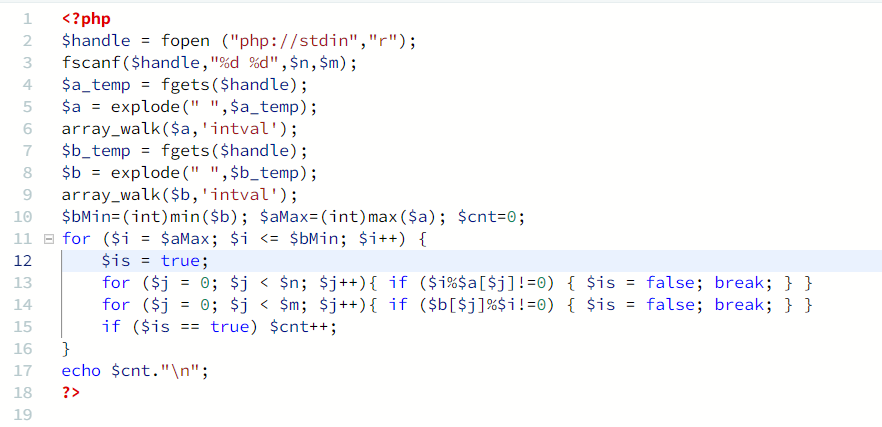 1 <?php
2 $handle = fopen ("php://stdin","r");
3 fscanf($handle,"%d %d",$n,$m);
4 $a_temp = fgets($handle);
5 $a = explode(" ",$a_temp);
6 array_walk($a,'intval');
7 $b_temp = fgets($handle);
8 $b = explode(" ",$b_temp);
9 array_walk($b,'intval');
10 $bMin=(int)min($b); $aMax=(int)max($a); $cnt=0;
11 for ($i = $aMax; $i <= $bMin; $i++) {
12     $is = true;
13     for ($j = 0; $j < $n; $j++){ if ($i%$a[$j]!=0) { $is = false; break; } }
14     for ($j = 0; $j < $m; $j++){ if ($b[$j]%$i!=0) { $is = false; break; } }
15     if ($is == true) $cnt++;
16 }
17 echo $cnt."\n";
18 ?>
19